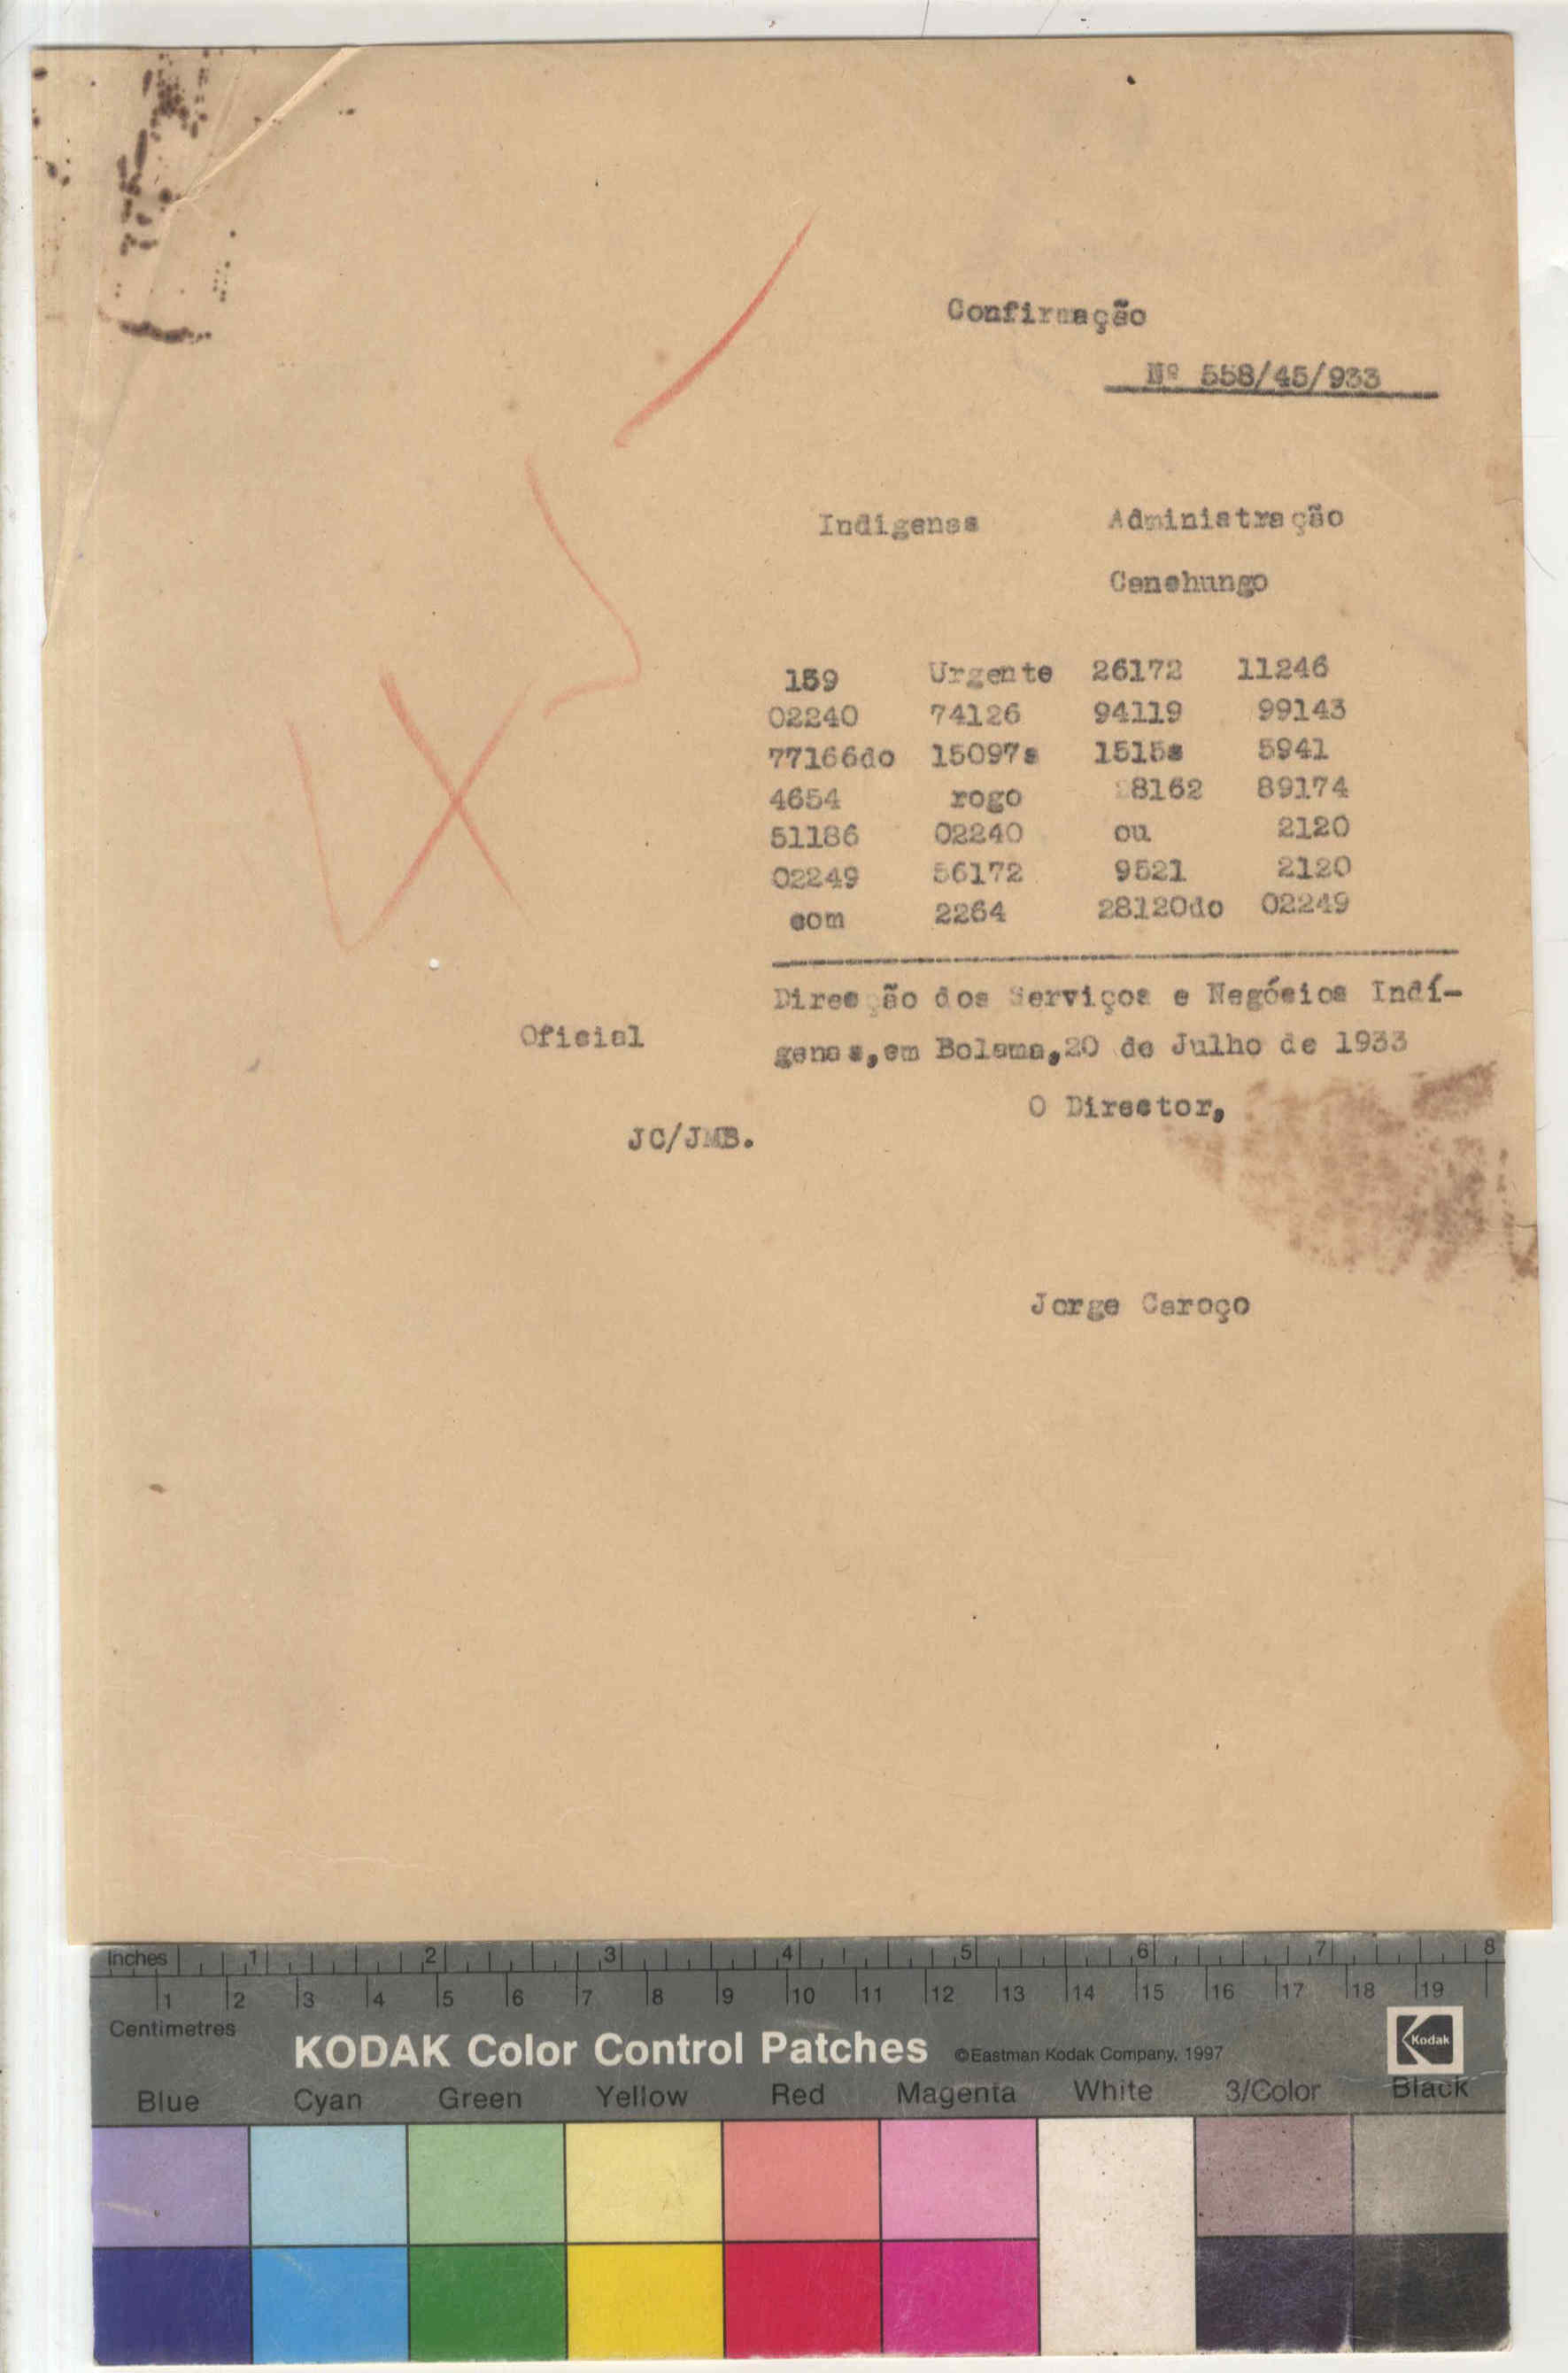 Confirmação
Nº 558/45/933
Indigenas Administração
Canchungo
159 Urgente 26172 11246
02240 74126 94119 99143
77166do 15097s 1515s 5941
4654 rogo 28162 89174
51186 02240 ou 2120
02249 56172 9521 2120
com 2264 28120do 02249
Direcção dos Serviços e Negócios Indí-
genas,em Bolama,20 de Julho de 1933
Oficial
O Director,
JC/JMB.
Jorge Caroço
Inches 1 2 3 4 5 6 7 8
1 2 3 4 5 6 7 8 9 10 11 12 13 14 15 16 17 18 19
Centimetres
KODAK Color Control Patches ©Eastman Kodak Company, 1997 Kodak
Blue Cyan Green Yellow Red Magenta White 3/Color Black